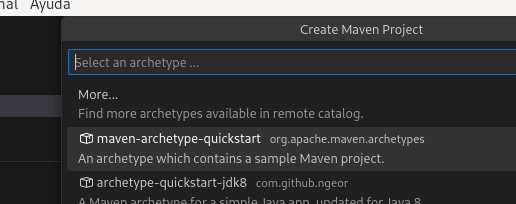 nal Ayuda
Create Maven Project
Select an archetype ...
More...
Find more archetypes available in remote catalog.
maven-archetype-quickstart org.apache.maven.archetypes
An archetype which contains a sample Maven project.
archetype-quickstart-jdk8 com.github.ngeor
A Maven archetype for a simple Java app, updated for Java 8.